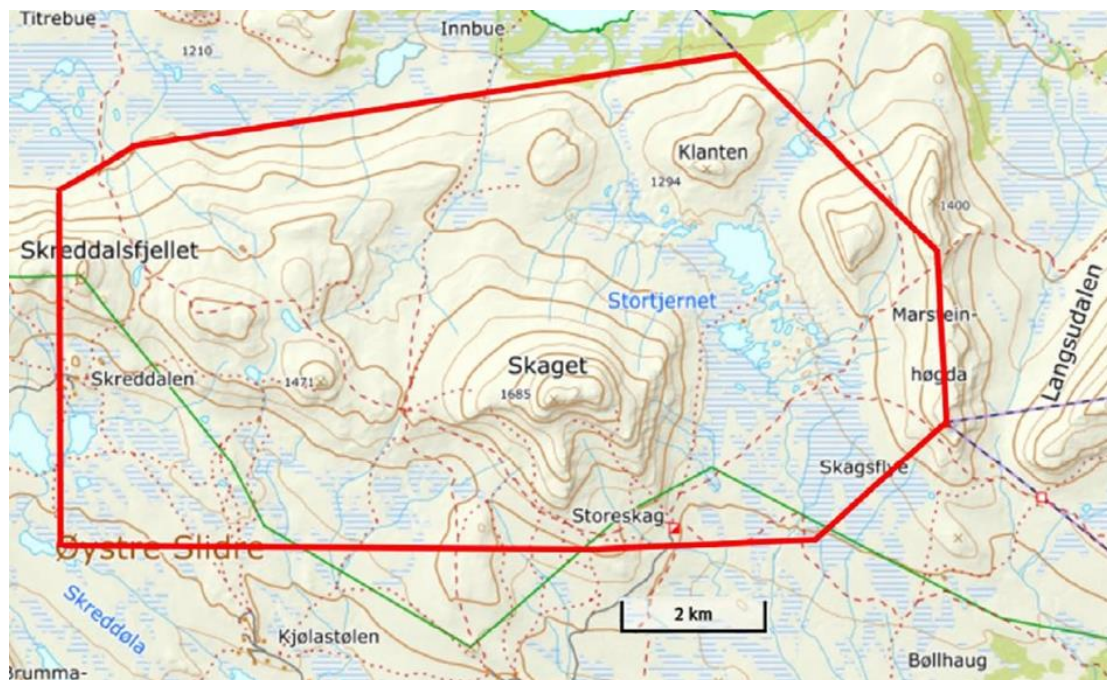 Titrebue
Innbue
1210
Klanten
1294
1400
Skreddalsfjellet
Stortjernet
Marstein-
høgda
Langsudalen
Skaget
Skreddalen
1471
1685
Skagsflye
Storeskag
Øystre Slidre
2 km
Skreddøla
Kjølastølen
Bøllhaug
Brumma-